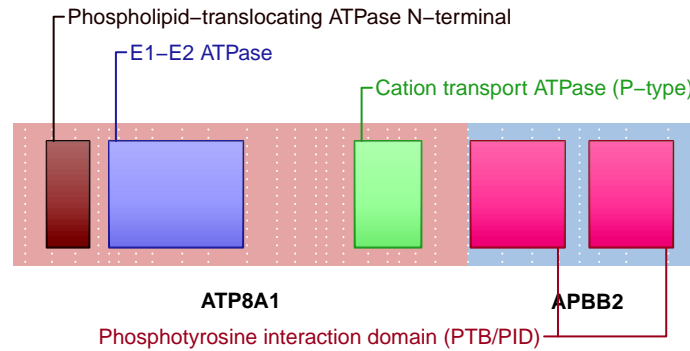 Phospholipid−translocating ATPase N−terminal
E1−E2 ATPase
Cation transport ATPase (P−type)
ATP8A1
APBB2
Phosphotyrosine interaction domain (PTB/PID)